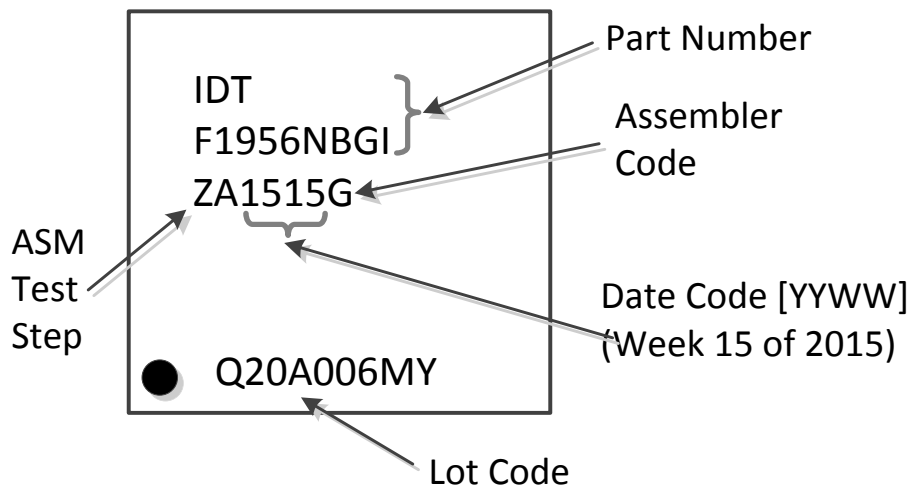 Part Number
IDT
F1956NBGI
Assembler
Code
ZA1515G
ASM
Test
Step
Date Code [YYWW]
(Week 15 of 2015)
Q20A006MY
Lot Code